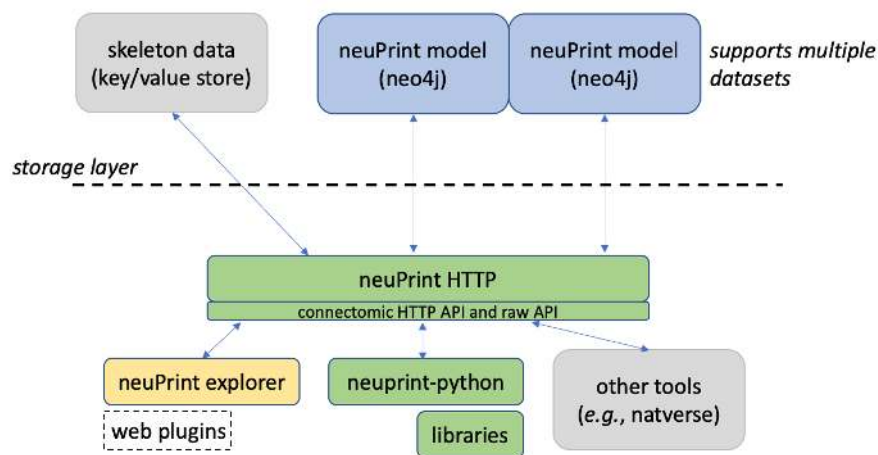 skeleton data
(key/value store)
neuPrint model
(neo4j)
neuPrint model
(neo4j)
supports multiple
datasets
storage layer
neuPrint HTTP
connectomic HTTP API and raw API
neuPrint explorer
web plugins
neuprint-python
libraries
other tools
(e.g., natverse)